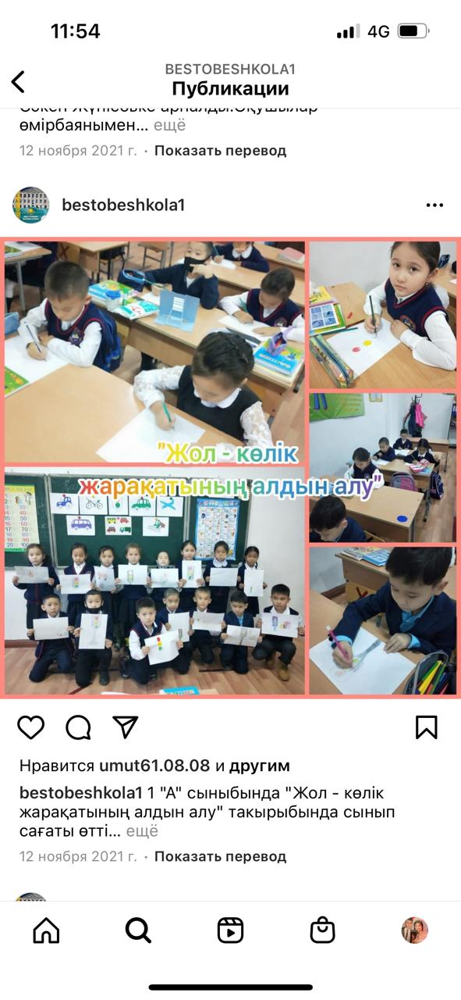 11:54
4G
BESTOBESHKOLA1
Публикации
өмірбаянымен... ещё
12 ноября 2021 г. · Показать перевод
bestobeshkola1
"Жол - көлік
жарақатының алдын алу"
Нравится umut61.08.08 и другим
bestobeshkola1 1 "А" сыныбында "Жол - көлік
жарақатының алдын алу" такырыбында сынып
сағаты өтті... ещё
12 ноября 2021 г. · Показать перевод